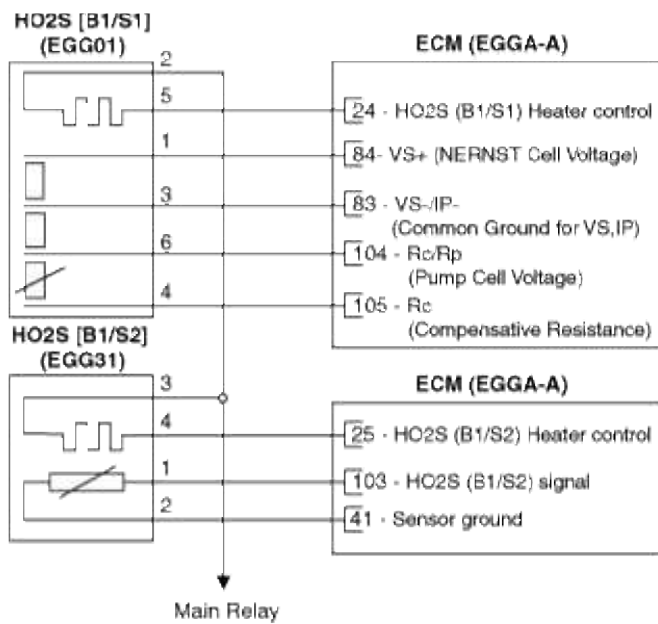 HO2S [B1/S1]
(EGG01)
ECM (EGGA-A)
2
5
24 - HO2S (B1/S1) Heater control
1
84- VS+ (NERNST Cell Voltage)
3
83 - VS-/IP-
(Common Ground for VS,IP)
6
104 - Rc/Rp
(Pump Cell Voltage)
4
105 - Rc
(Compensative Resistance)
HO2S [B1/S2]
(EGG31)
ECM (EGGA-A)
3
4
25 - HO2S (B1/S2) Heater control
1
103 - HO2S (B1/S2) signal
2
41 - Sensor ground
Main Relay